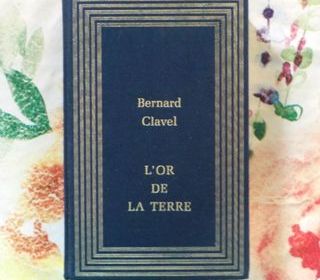 Bernard
Clavel
L'OR
DE
LA TERRE